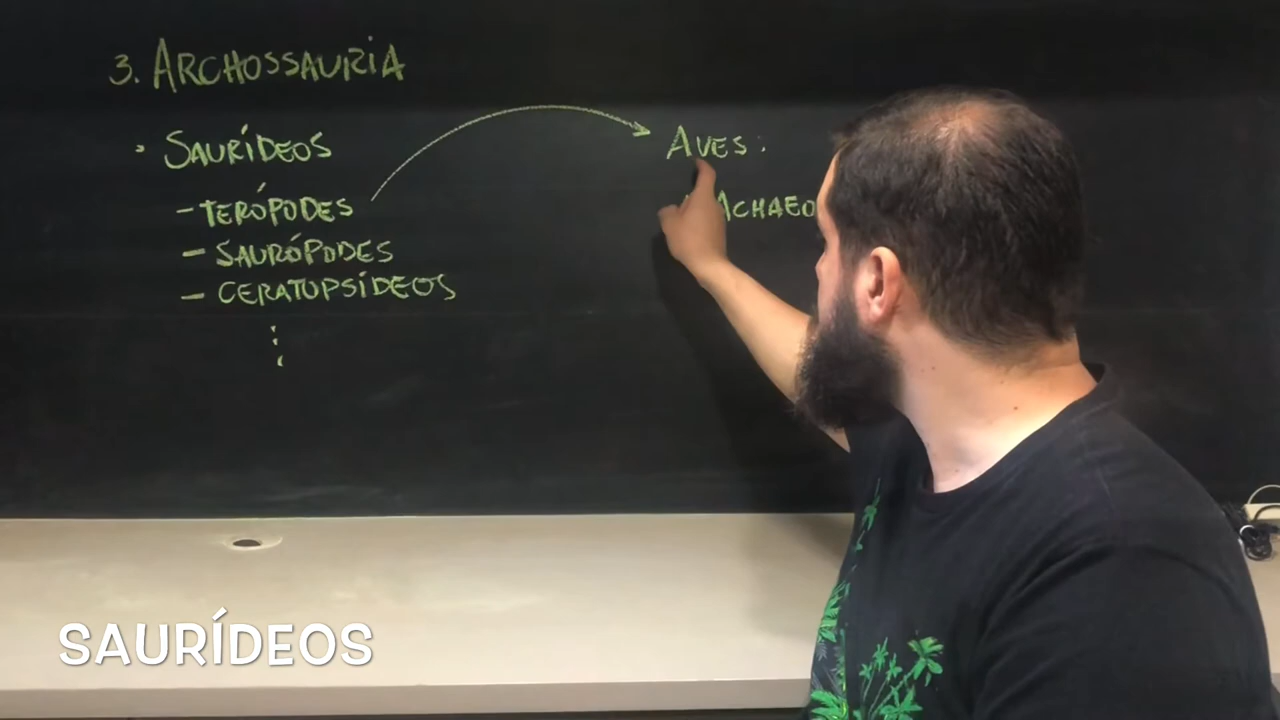 3. ARCHOSSAURIA
• SAURÍDEOS
- TERÓPODES
- SAURÓPODES
- CERATOPSÍDEOS
AVES:
SAURÍDEOS